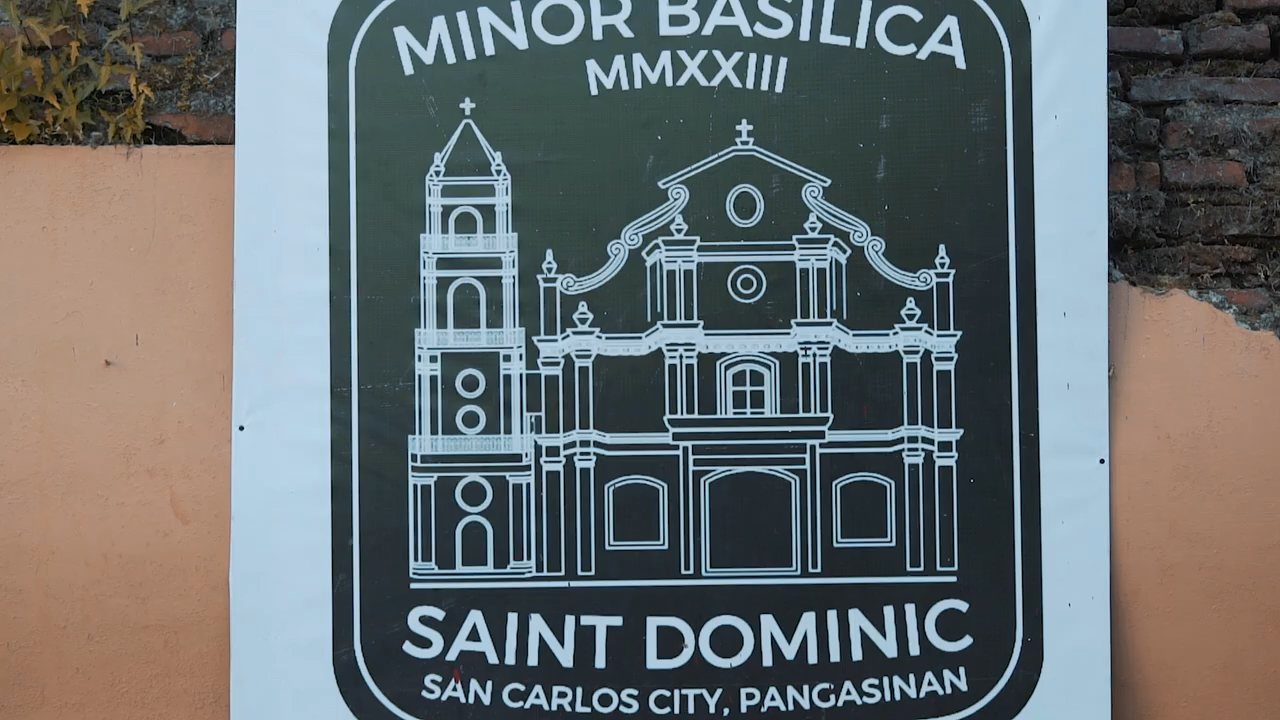 MINOR BASILICA
MMXXIII
SAINT DOMINIC
SAN CARLOS CITY, PANGASINAN